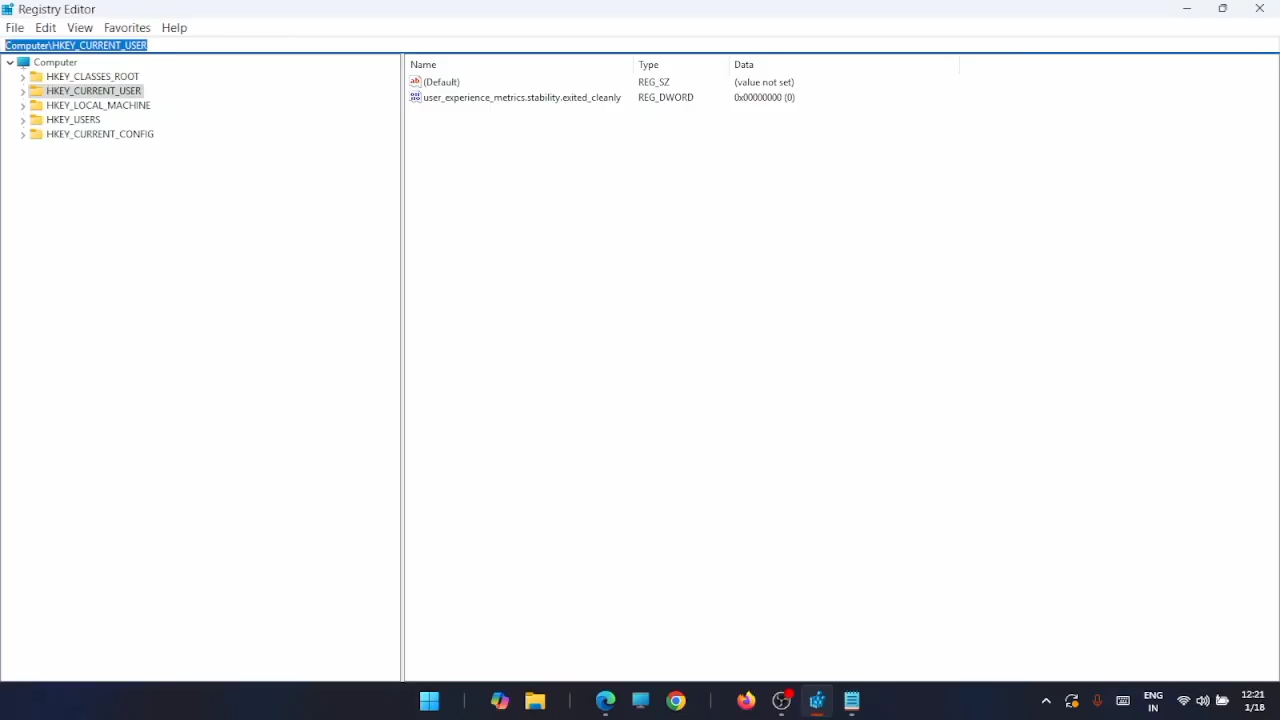 Registry Editor
File Edit View Favorites Help
Computer\HKEY_CURRENT_USER
Computer
HKEY_CLASSES_ROOT
HKEY_CURRENT_USER
HKEY_LOCAL_MACHINE
HKEY_USERS
HKEY_CURRENT_CONFIG
Name Type Data
(Default) REG_SZ (value not set)
user_experience_metrics.stability.exited_cleanly REG_DWORD 0x00000000 (0)
ENG
IN
12:21
1/18